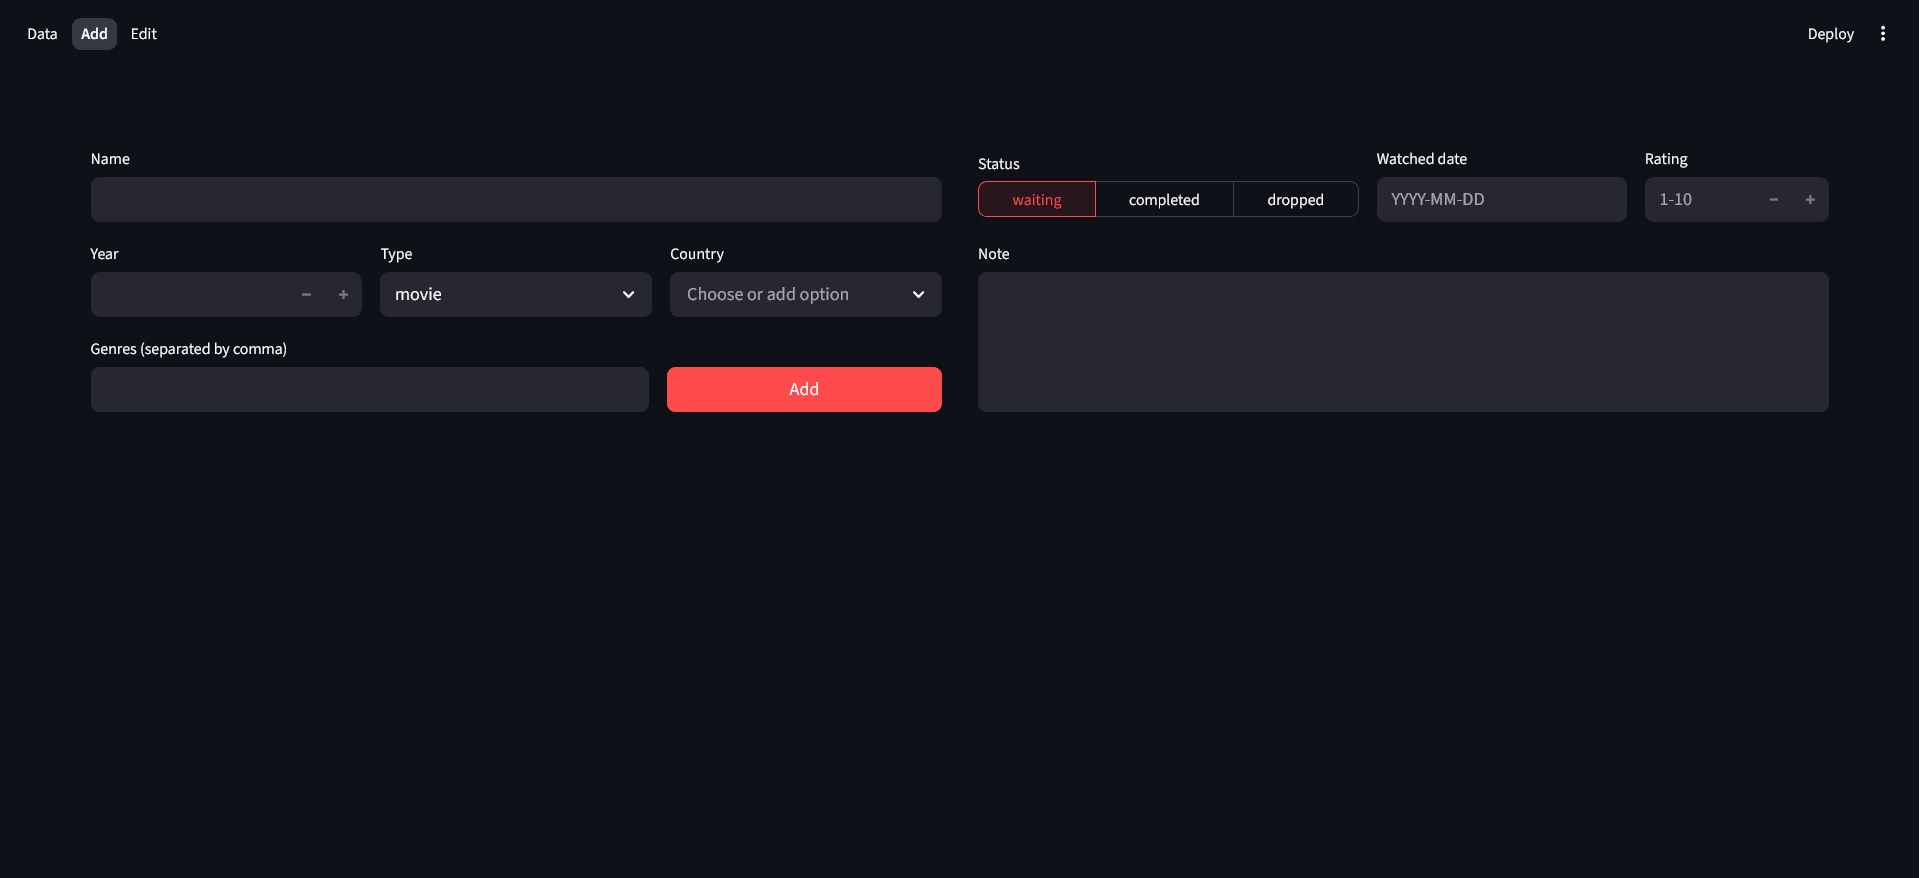 Data Add Edit Deploy
Name
Status
waiting completed dropped
Watched date
YYYY-MM-DD
Rating
1-10
Year
Type
movie
Country
Choose or add option
Note
Genres (separated by comma)
Add